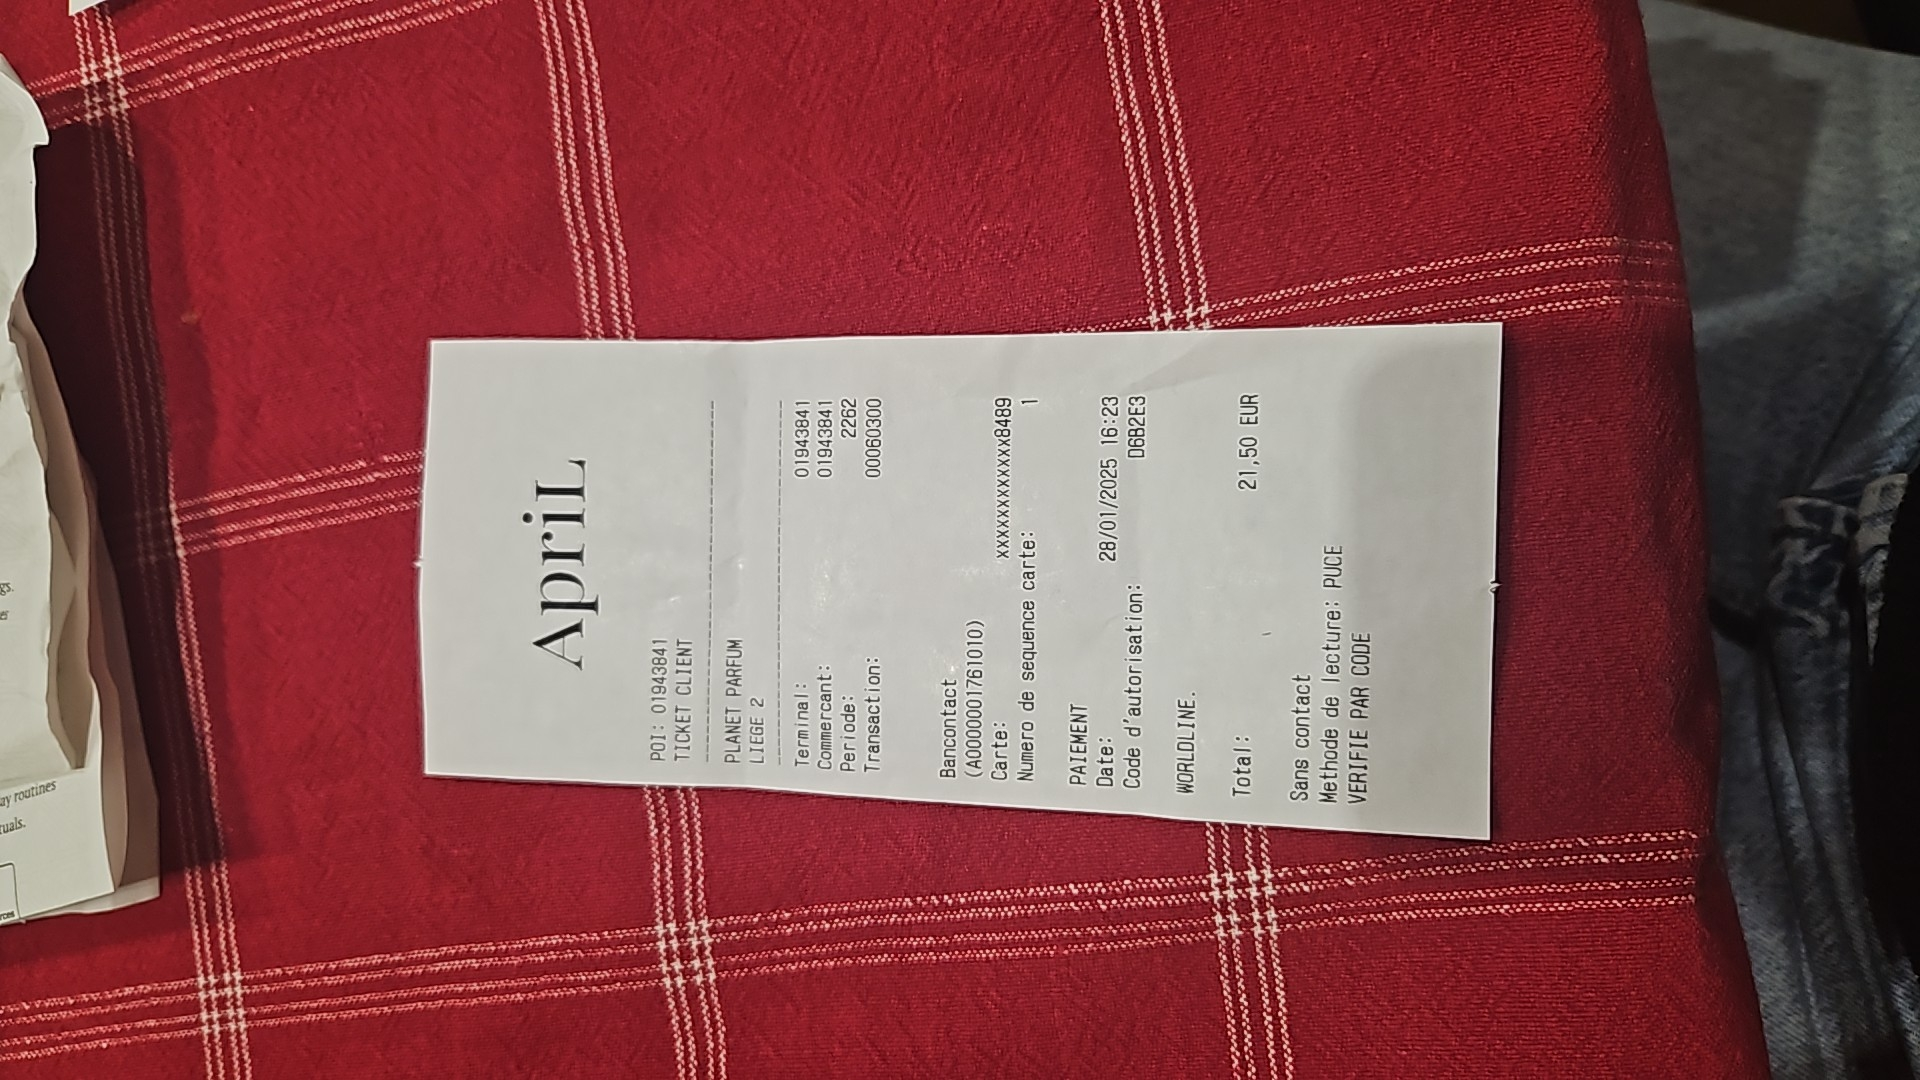 ApriL
POI: 01943841
TICKET CLIENT
PLANET PARFUM
LIEGE 2
Terminal: 01943841
Commercant: 01943841
Periode: 2262
Transaction: 00060300
Bancontact
(A0000001761010)
Carte: xxxxxxxxxxxxx8489
Numero de sequence carte: 1
PAIEMENT
Date: 28/01/2025 16:23
Code d'autorisation: D6B2E3
WORLDLINE.
Total: 21,50 EUR
Sans contact
Methode de lecture: PUCE
VERIFIE PAR CODE
routines